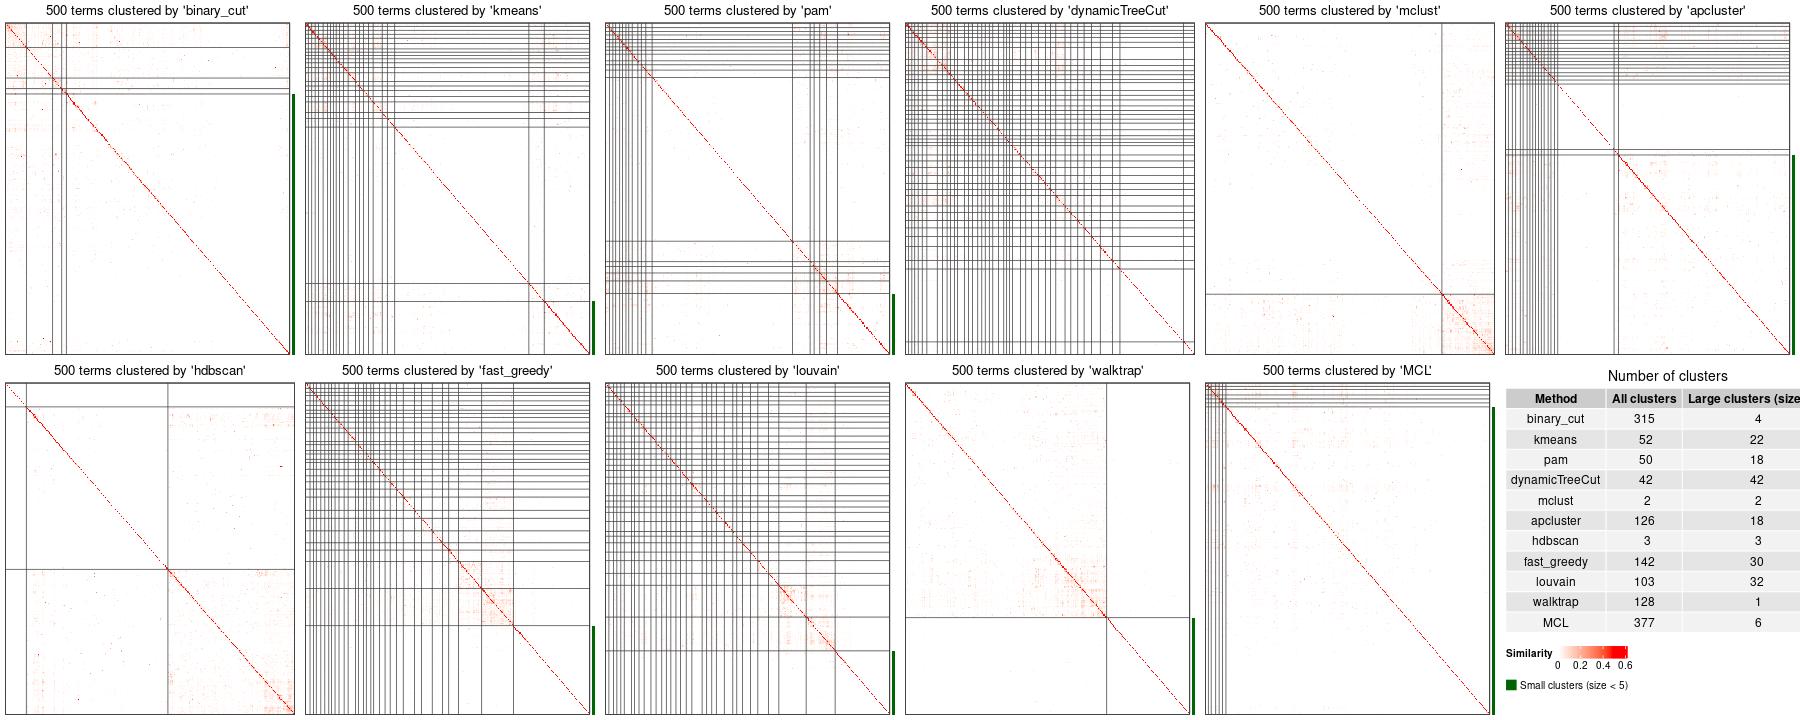 500 terms clustered by 'binary_cut'
500 terms clustered by 'kmeans'
500 terms clustered by 'pam'
500 terms clustered by 'dynamicTreeCut'
500 terms clustered by 'mclust'
500 terms clustered by 'apcluster'
500 terms clustered by 'hdbscan'
500 terms clustered by 'fast_greedy'
500 terms clustered by 'louvain'
500 terms clustered by 'walktrap'
500 terms clustered by 'MCL'
Number of clusters
Method All clusters Large clusters (size
binary_cut 315 4
kmeans 52 22
pam 50 18
dynamicTreeCut 42 42
mclust 2 2
apcluster 126 18
hdbscan 3 3
fast_greedy 142 30
louvain 103 32
walktrap 128 1
MCL 377 6
Similarity
0 0.2 0.4 0.6
Small clusters (size < 5)